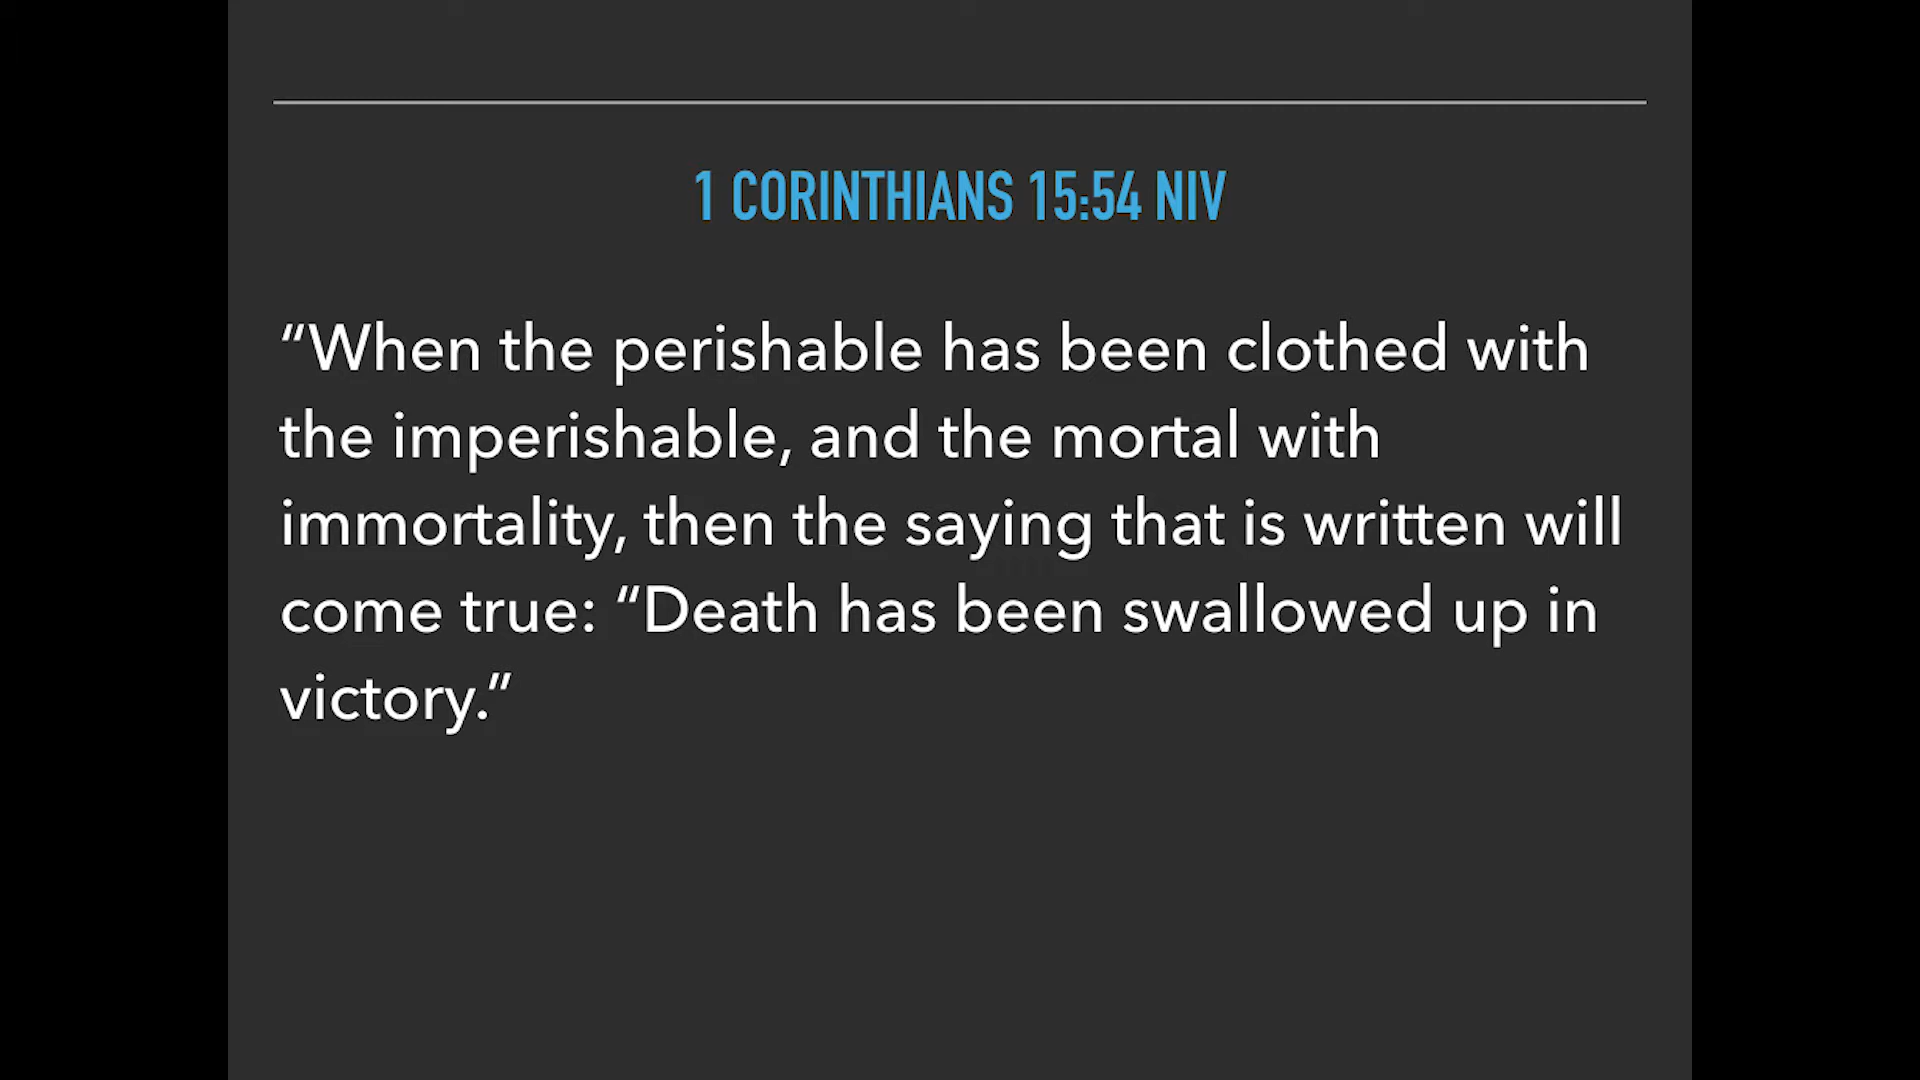 1 CORINTHIANS 15:54 NIV
“When the perishable has been clothed with
the imperishable, and the mortal with
immortality, then the saying that is written will
come true: “Death has been swallowed up in
victory.”